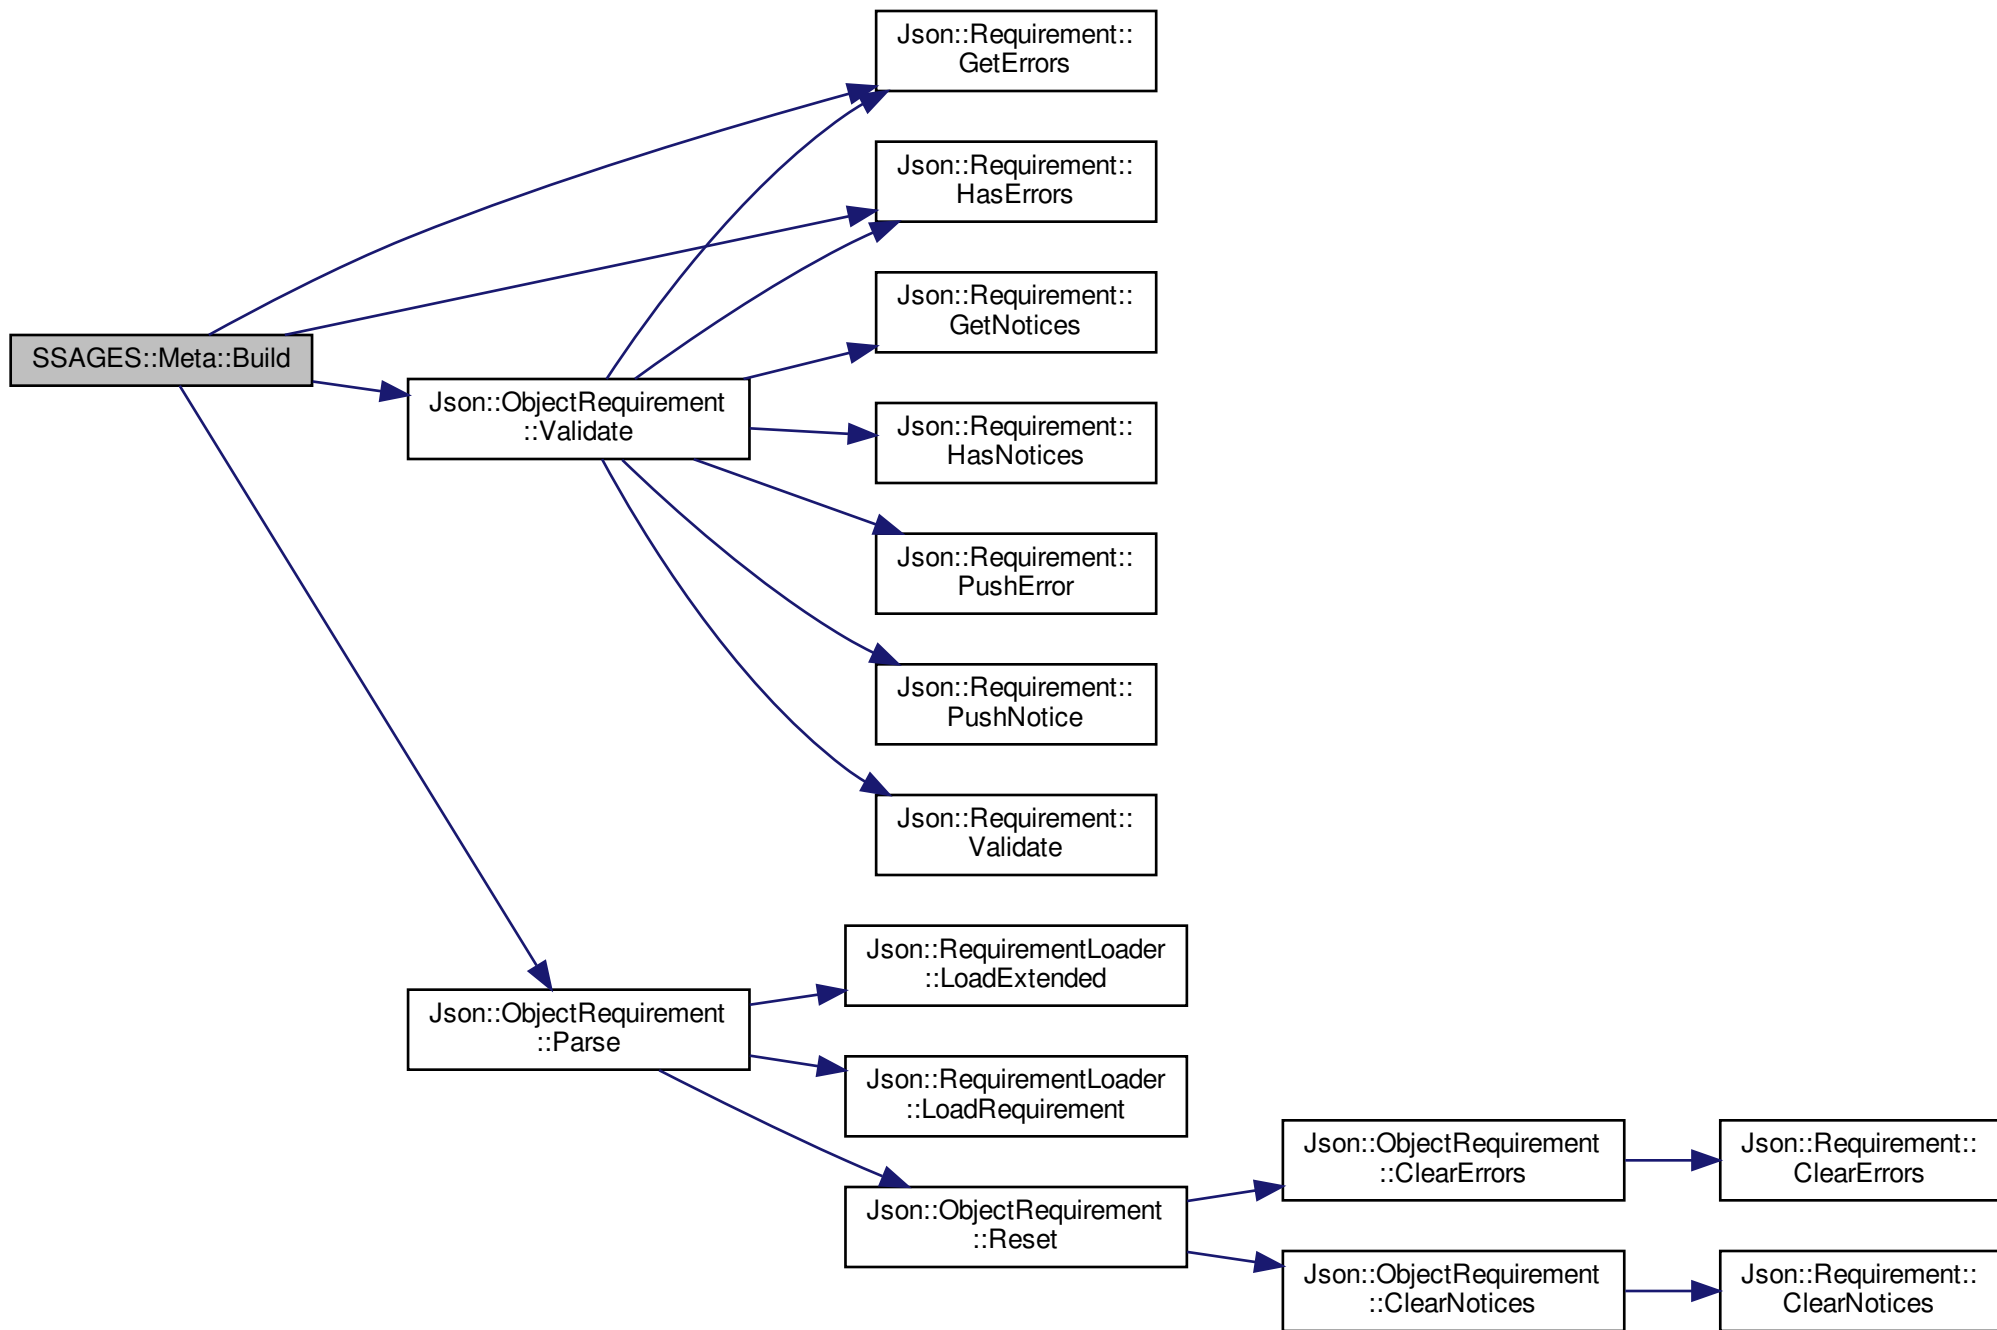 Json::Requirement::
GetErrors
Json::Requirement::
HasErrors
Json::Requirement::
GetNotices
SSAGES::Meta::Build
Json::ObjectRequirement
::Validate
Json::Requirement::
HasNotices
Json::Requirement::
PushError
Json::Requirement::
PushNotice
Json::Requirement::
Validate
Json::RequirementLoader
::LoadExtended
Json::ObjectRequirement
::Parse
Json::RequirementLoader
::LoadRequirement
Json::ObjectRequirement
::Reset
Json::ObjectRequirement
::ClearErrors
Json::Requirement::
ClearErrors
Json::ObjectRequirement
::ClearNotices
Json::Requirement::
ClearNotices